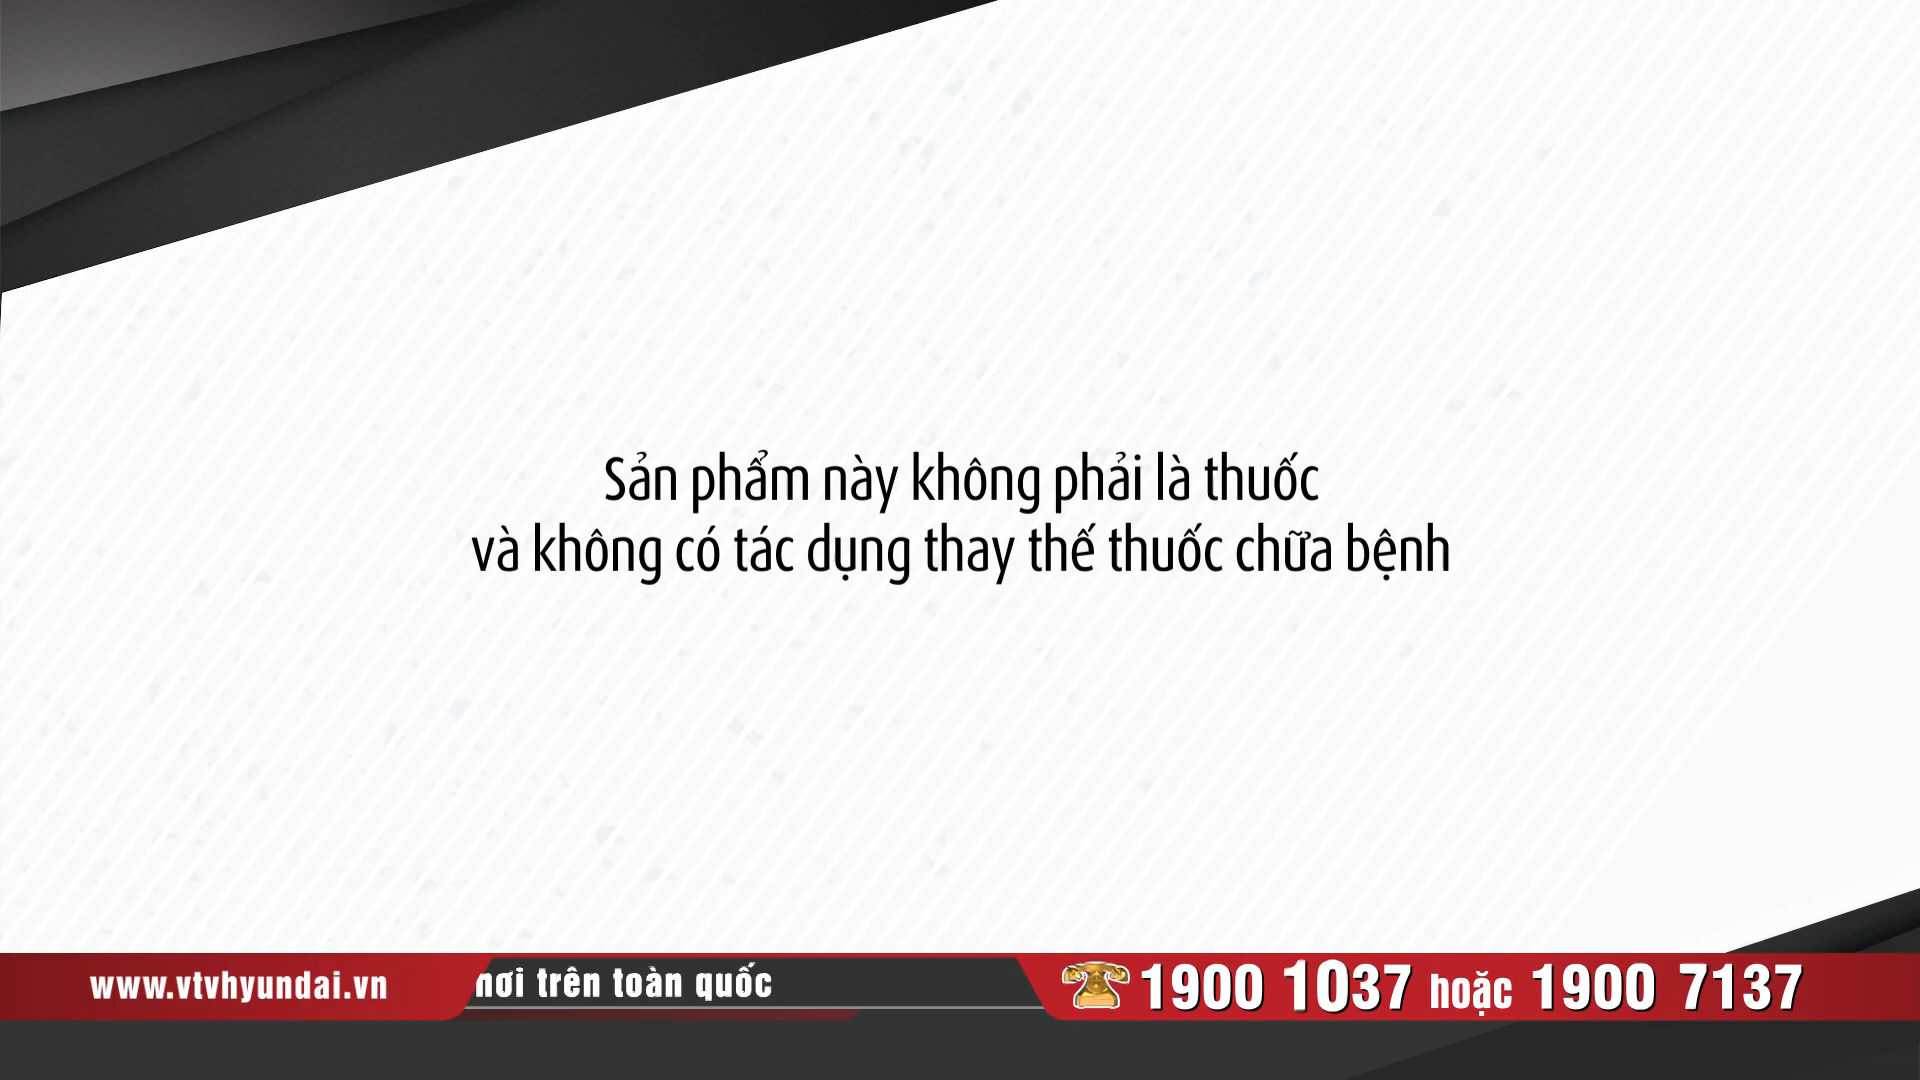 Sản phẩm này không phải là thuốc
và không có tác dụng thay thế thuốc chữa bệnh
www.vtvhyundai.vn
nơi trên toàn quốc
1900 1037 hoặc 1900 7137